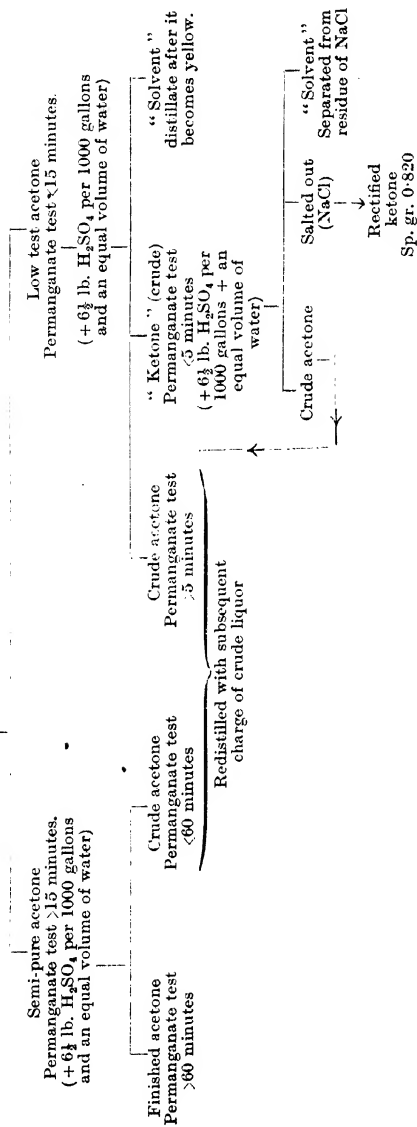 Semi-pure acetone
Permanganate test >15 minutes.
(+ 6½ lb. H₂SO₄ per 1000 gallons
and an equal volume of water)
Low test acetone
Permanganate test <15 minutes.
(+ 6½ lb. H₂SO₄ per 1000 gallons
and an equal volume of water)
Finished acetone
Permanganate test
>60 minutes
Crude acetone
Permanganate test
<60 minutes
Crude acetone
Permanganate test
>5 minutes
Redistilled with subsequent
charge of crude liquor
"Ketone" (crude)
Permanganate test
<5 minutes
(+ 6½ lb. H₂SO₄ per
1000 gallons + an
equal volume of
water)
"Solvent"
distillate after it
becomes yellow.
Crude acetone
Salted out
(NaCl)
Rectified
ketone
Sp. gr. 0·820
"Solvent"
Separated from
residue of NaCl